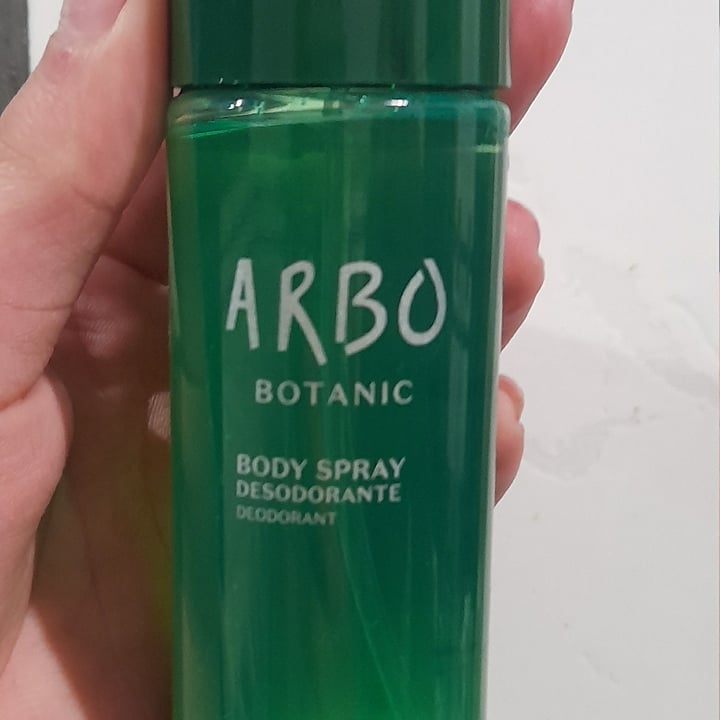 ARBO
BOTANIC
BODY SPRAY
DESODORANTE
DEODORANT